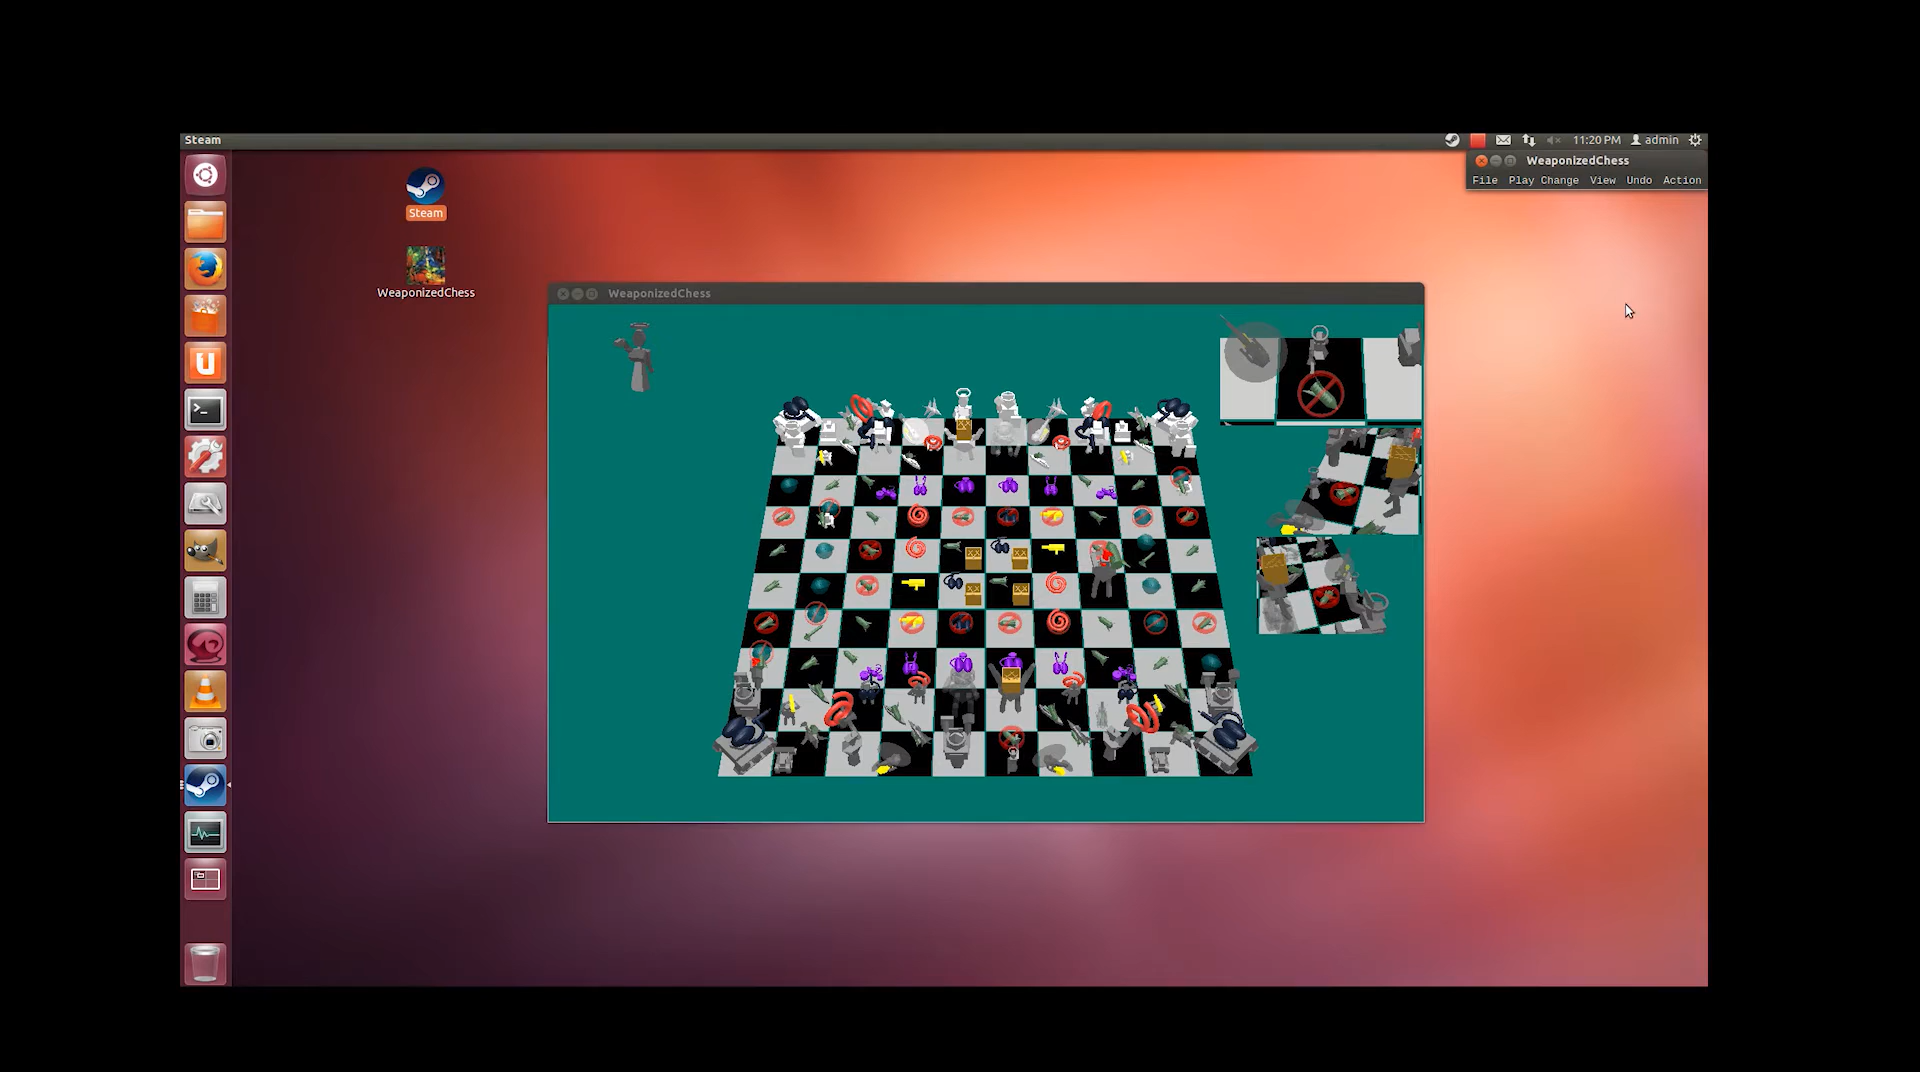 Steam
11:20 PM admin
WeaponizedChess
File Play Change View Undo Action
Steam
WeaponizedChess
WeaponizedChess